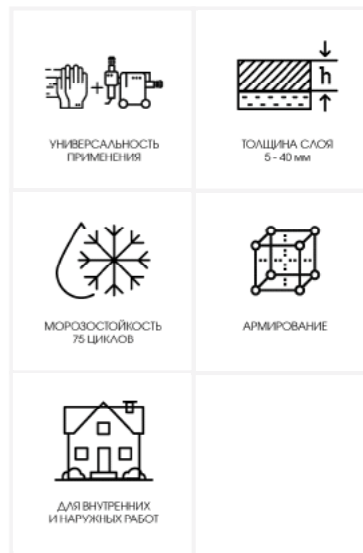 h
УНИВЕРСАЛЬНОСТЬ
ПРИМЕНЕНИЯ
ТОЛЩИНА СЛОЯ
5 - 40 мм
МОРОЗОСТОЙКОСТЬ
75 ЦИКЛОВ
АРМИРОВАНИЕ
ДЛЯ ВНУТРЕННИХ
И НАРУЖНЫХ РАБОТ